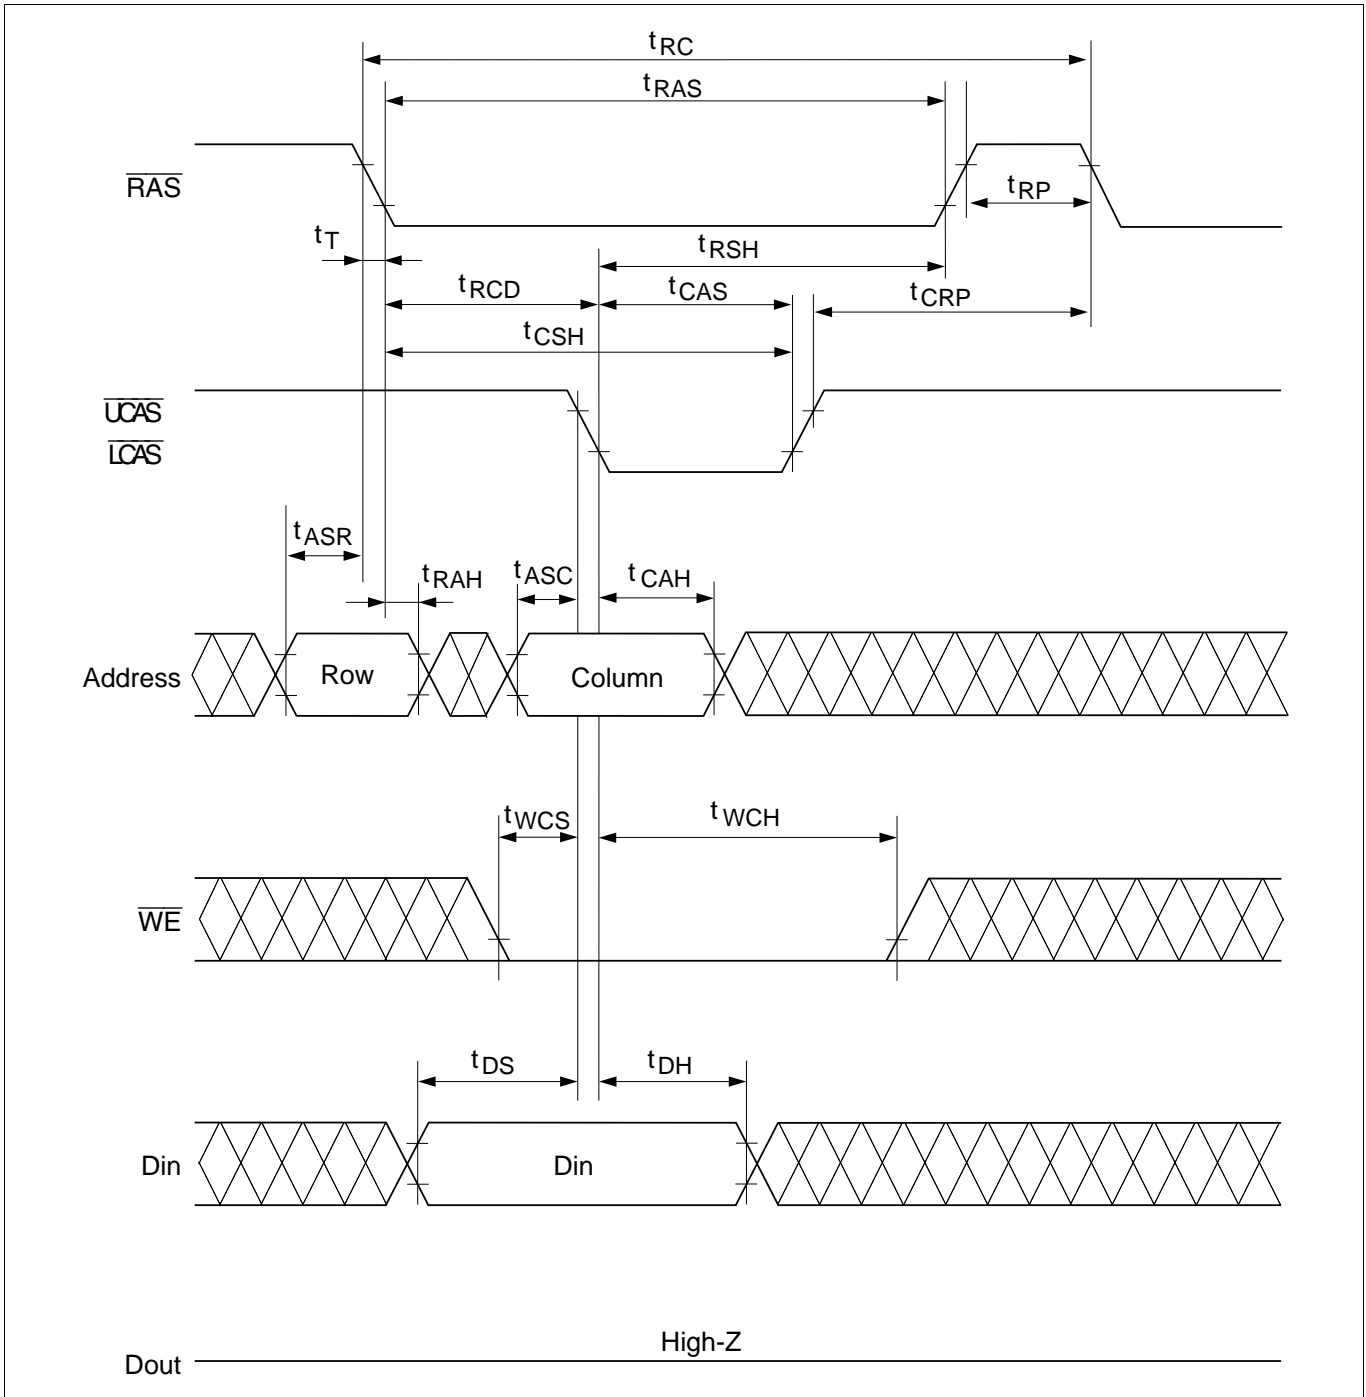 tRC
tRAS
RAS
tRP
tT
tRSH
tRCD
tCAS
tCRP
tCSH
UCAS
LCAS
tASR
tRAH
tASC
tCAH
Address
Row
Column
tWCS
tWCH
WE
tDS
tDH
Din
Din
High-Z
Dout